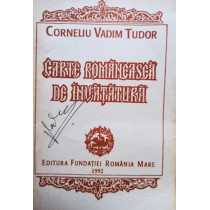 CORNELIU VADIM TUDOR
CARTE ROMÂNEASCĂ
DE ÎNVĂȚĂTURĂ
EDITURA FUNDAȚIEI ROMÂNIA MARE
1992